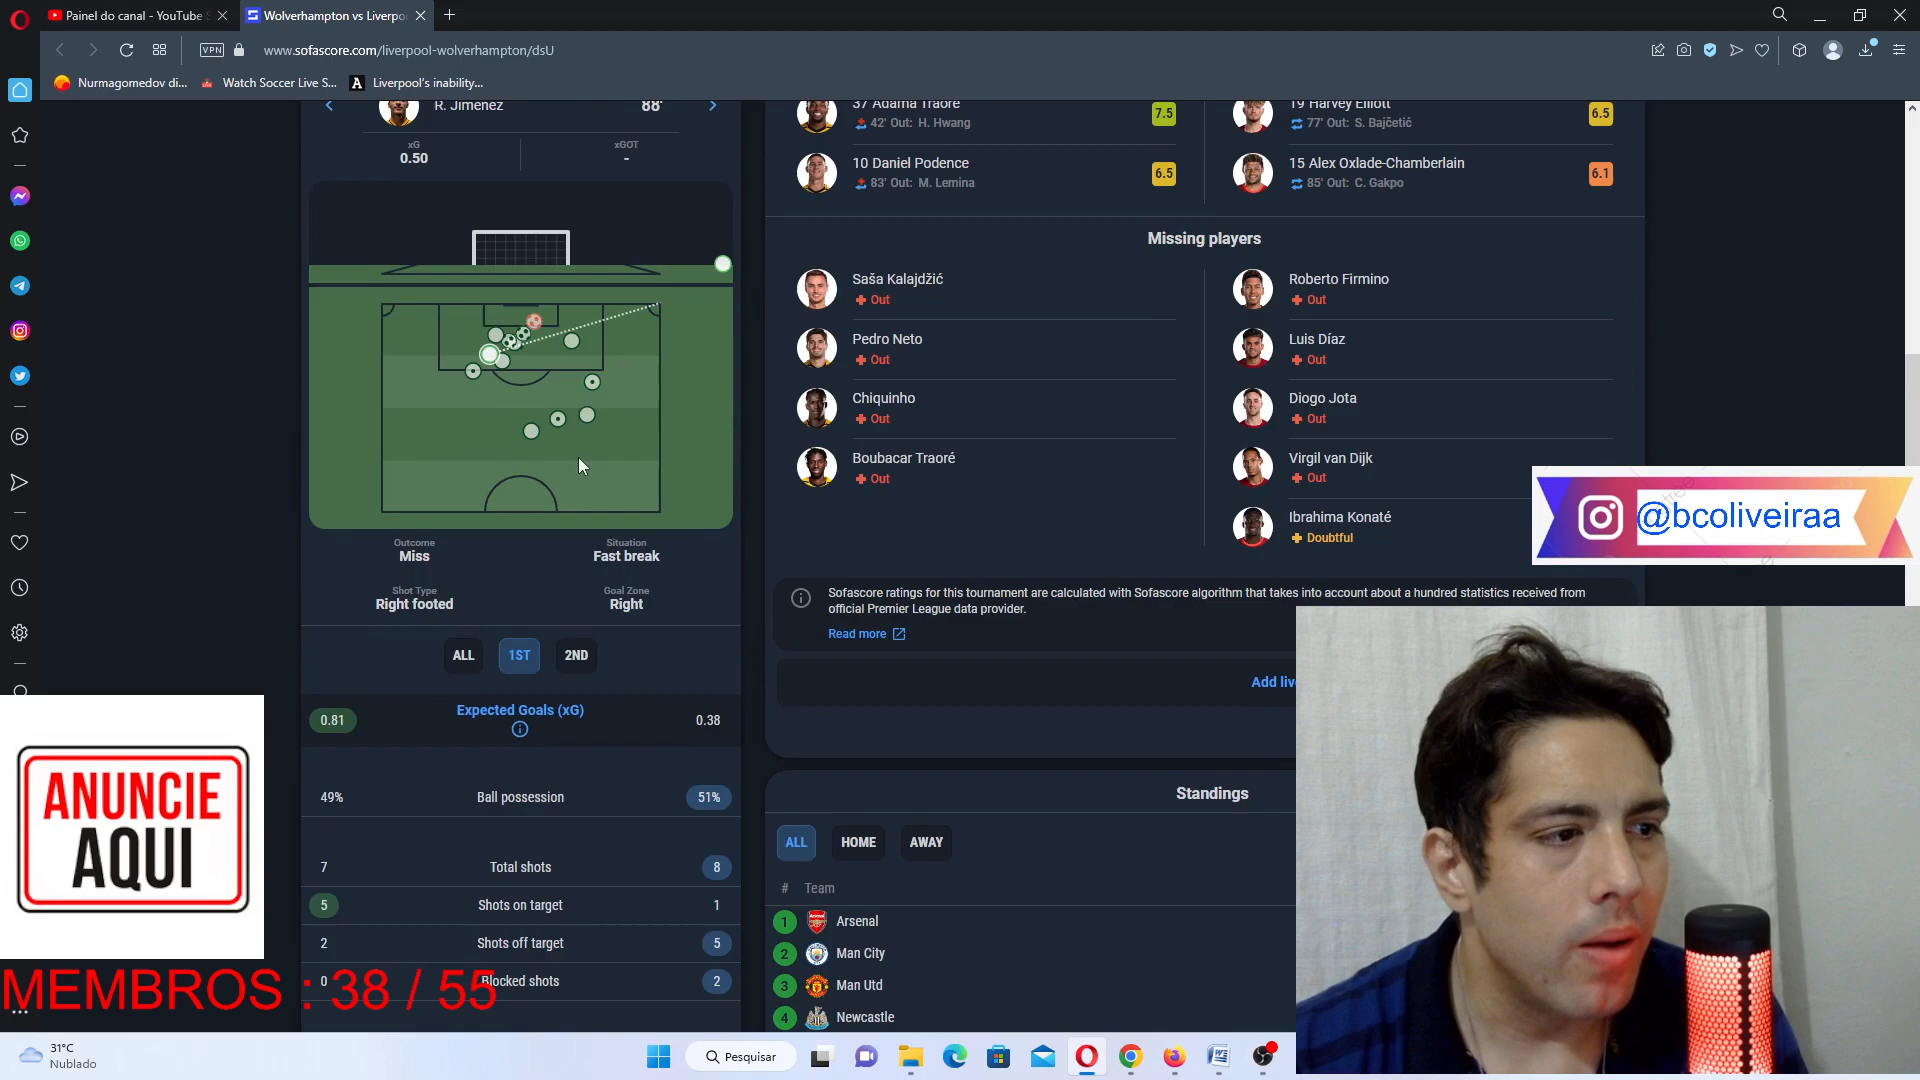 Painel do canal - YouTube S
Wolverhampton vs Liverpo
VPN
www.sofascore.com/liverpool-wolverhampton/dsU
Nurmagomedov di...
Watch Soccer Live S...
A Liverpool's inability...
R. Jimenez
88'
xG
0.50
xGOT
-
Outcome
Miss
Situation
Fast break
Shot Type
Right footed
Goal Zone
Right
ALL
1ST
2ND
0.81
Expected Goals (xG)
0.38
49%
Ball possession
51%
7
Total shots
8
5
Shots on target
1
2
Shots off target
5
0
Blocked shots
2
37 Adama Traoré
42' Out: H. Hwang
7.5
10 Daniel Podence
83' Out: M. Lemina
6.5
19 Harvey Elliott
77' Out: S. Bajčetić
6.5
15 Alex Oxlade-Chamberlain
85' Out: C. Gakpo
6.1
Missing players
Saša Kalajdžić
Out
Pedro Neto
Out
Chiquinho
Out
Boubacar Traoré
Out
Roberto Firmino
Out
Luis Díaz
Out
Diogo Jota
Out
Virgil van Dijk
Out
Ibrahima Konaté
Doubtful
Sofascore ratings for this tournament are calculated with Sofascore algorithm that takes into account about a hundred statistics received from
official Premier League data provider.
Read more
Add live
Standings
ALL
HOME
AWAY
# Team
1 Arsenal
2 Man City
3 Man Utd
4 Newcastle
@bcoliveiraa
ANUNCIE
AQUI
MEMBROS : 38 / 55
31°C
Nublado
Pesquisar